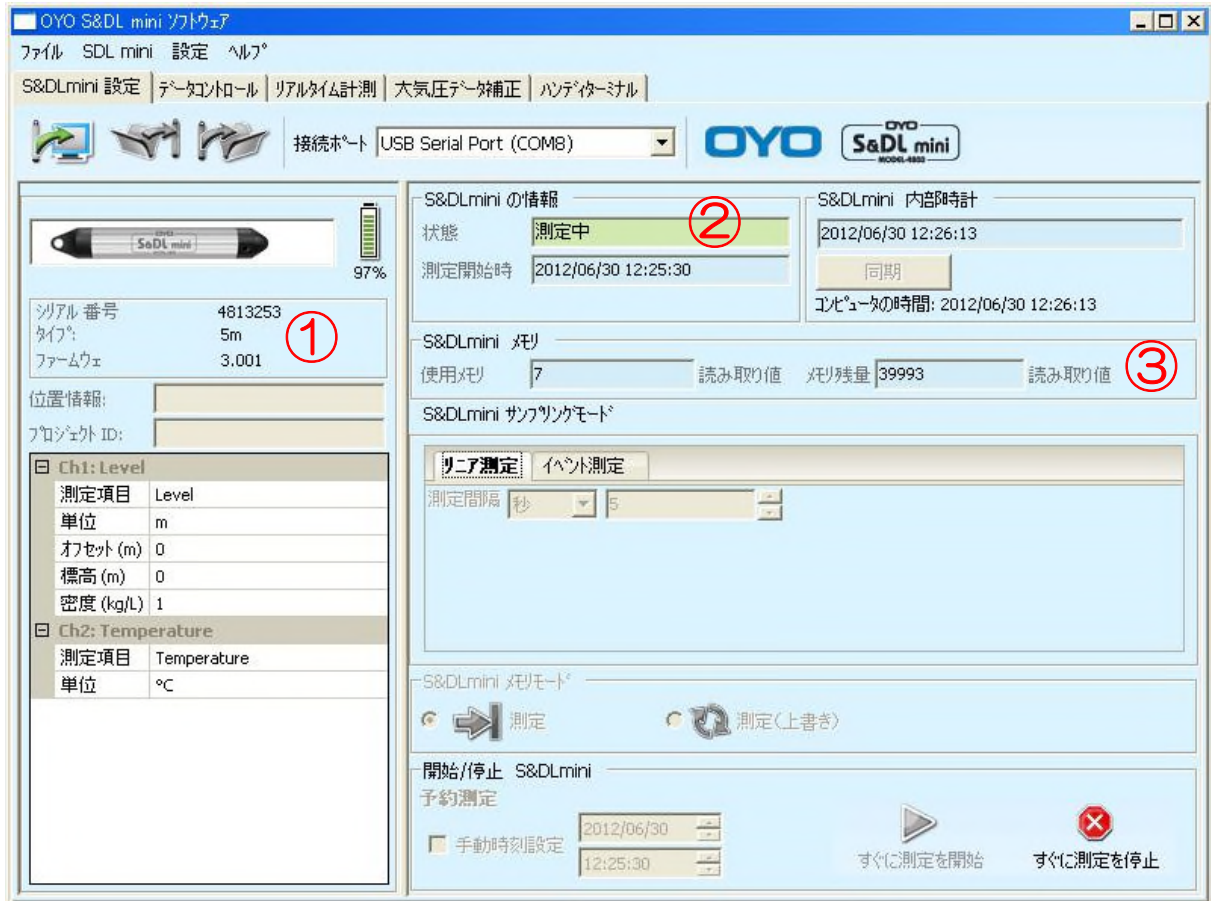 OYO S&DL mini ソフトウェア
ファイル SDL mini 設定 ヘルプ
S&DLmini 設定 データコントロール リアルタイム計測 大気圧データ補正 ハンディターミナル
接続ポート USB Serial Port (COM8) OYO OYO S&DL mini MODEL-4800
S&DL mini
97%
シリアル 番号 4813253
タイプ: 5m
ファームウェ 3.001
①
位置情報:
プロジェクト ID:
Ch1: Level
測定項目 Level
単位 m
オフセット (m) 0
標高 (m) 0
密度 (kg/L) 1
Ch2: Temperature
測定項目 Temperature
単位 °C
S&DLmini の情報
状態 測定中 ②
測定開始時 2012/06/30 12:25:30
S&DLmini 内部時計
2012/06/30 12:26:13
同期
コンピュータの時間: 2012/06/30 12:26:13
S&DLmini メモリ
使用メモリ 7 読み取り値 メモリ残量 39993 読み取り値 ③
S&DLmini サンプリングモード
リニア測定 イベント測定
測定間隔 秒 5
S&DLmini メモリモード
測定 測定(上書き)
開始/停止 S&DLmini
予約測定
手動時刻設定 2012/06/30
12:25:30
すぐに測定を開始 すぐに測定を停止